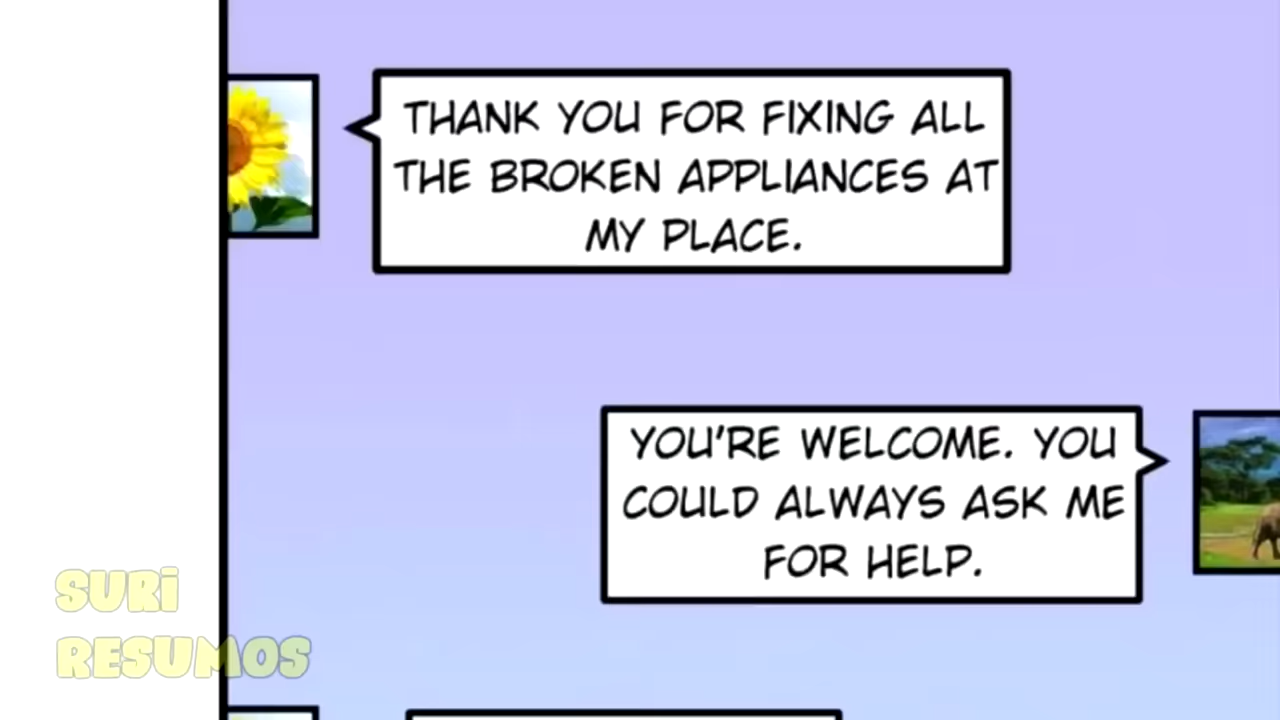 THANK YOU FOR FIXING ALL
THE BROKEN APPLIANCES AT
MY PLACE.
YOU'RE WELCOME. YOU
COULD ALWAYS ASK ME
FOR HELP.
SURI
RESUMOS